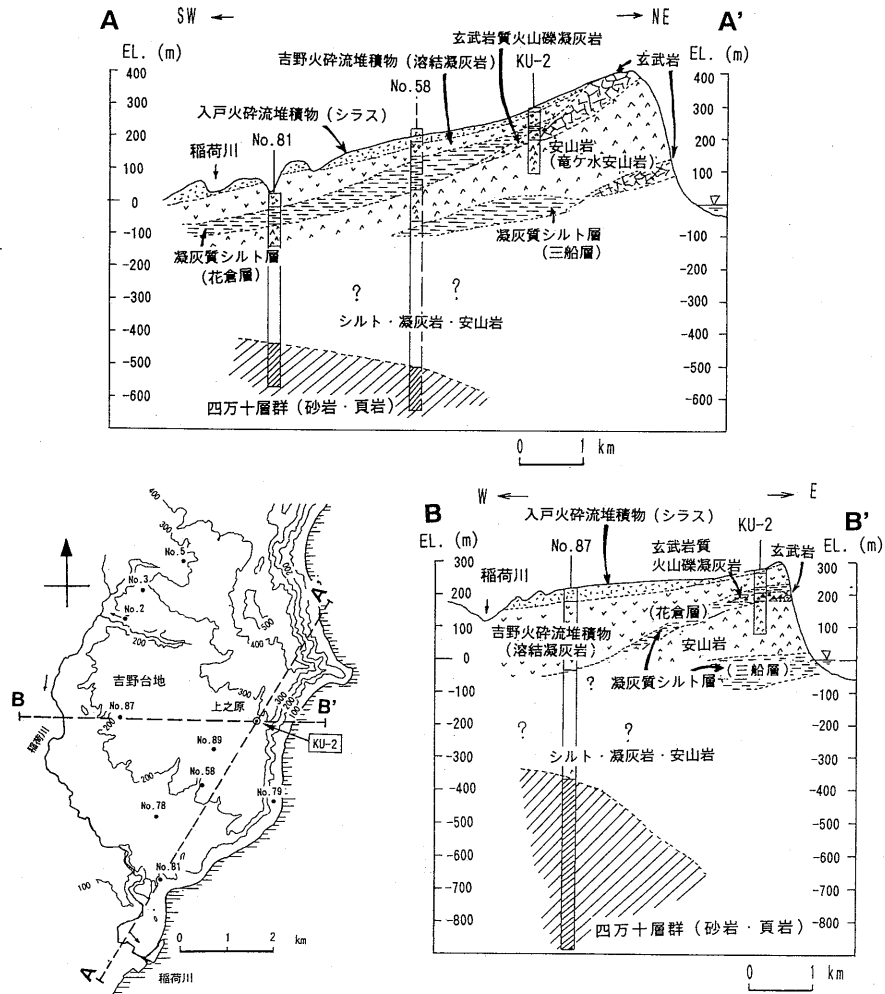 A
SW ←
→ NE
A'
EL. (m)
EL. (m)
400
300
200
100
0
-100
-200
-300
-400
-500
-600
400
300
200
100
0
-100
-200
-300
-400
-500
-600
玄武岩質火山礫凝灰岩
吉野火砕流堆積物(溶結凝灰岩)
KU-2
玄武岩
No.58
入戸火砕流堆積物(シラス)
No.81
稲荷川
安山岩
(竜ケ水安山岩)
凝灰質シルト層
(花倉層)
凝灰質シルト層
(三船層)
?
?
シルト・凝灰岩・安山岩
四万十層群(砂岩・頁岩)
0 1 km
400
300
No.5
No.3
No.2
200
500
400
300
200
100
A'
吉野台地
上之原
300
300
200
100
B
B'
No.87
200
KU-2
稲荷川
No.89
200
No.58
No.79
No.78
No.81
100
A
稲荷川
0 1 2 km
W ←
→ E
B
B'
EL. (m)
EL. (m)
300
200
100
0
-100
-200
-300
-400
-500
-600
-700
-800
300
200
100
0
-100
-200
-300
-400
-500
-600
-700
-800
入戸火砕流堆積物(シラス)
KU-2
No.87
玄武岩質
火山礫凝灰岩
玄武岩
稲荷川
(花倉層)
吉野火砕流堆積物
(溶結凝灰岩)
安山岩
(三船層)
凝灰質シルト層
?
?
?
シルト・凝灰岩・安山岩
四万十層群(砂岩・頁岩)
0 1 km